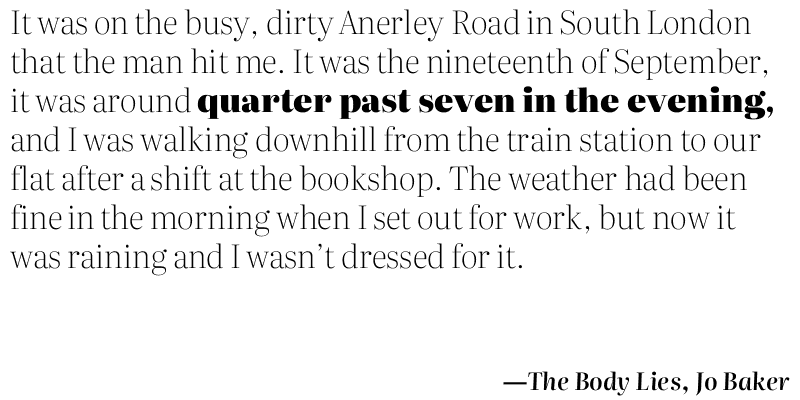 It was on the busy, dirty Anerley Road in South London
that the man hit me. It was the nineteenth of September,
it was around quarter past seven in the evening,
and I was walking downhill from the train station to our
flat after a shift at the bookshop. The weather had been
fine in the morning when I set out for work, but now it
was raining and I wasn’t dressed for it.
—The Body Lies, Jo Baker